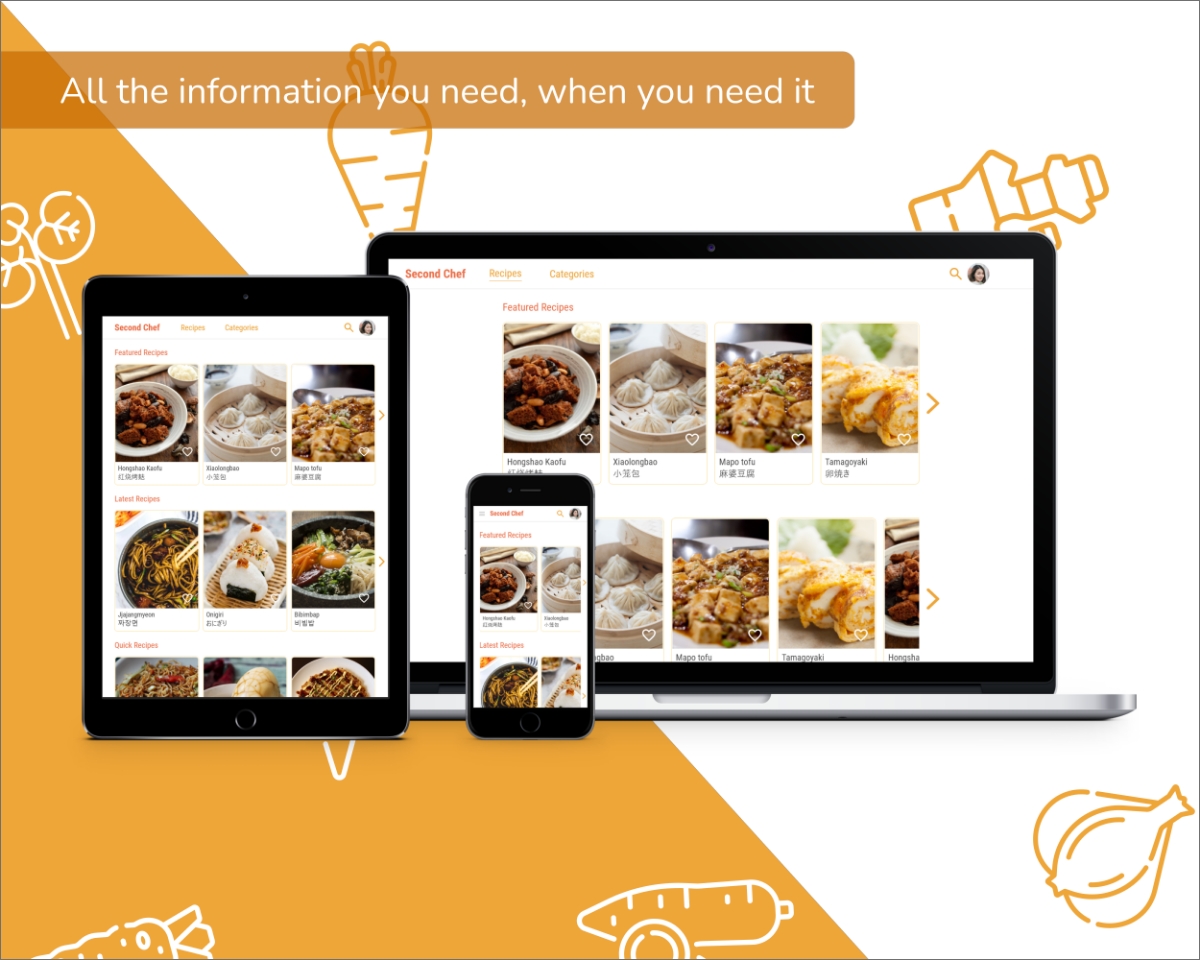 All the information you need, when you need it
Second Chef Recipes Categories
Featured Recipes
Hongshao Kaofu Xiaolongbao Mapo tofu Tamagoyaki
红烧烤麸 小笼包 麻婆豆腐 卵焼き
Mapo tofu Tamagoyaki
Second Chef Recipes Categories
Featured Recipes
Hongshao Kaofu Xiaolongbao Mapo tofu
红烧烤麸 小笼包 麻婆豆腐
Latest Recipes
Jjajangmyeon Onigiri Bibimbap
짜장면 おにぎり 비빔밥
Quick Recipes
Second Chef
Featured Recipes
Hongshao Kaofu Xiaolongbao
红烧烤麸 小笼包
Latest Recipes